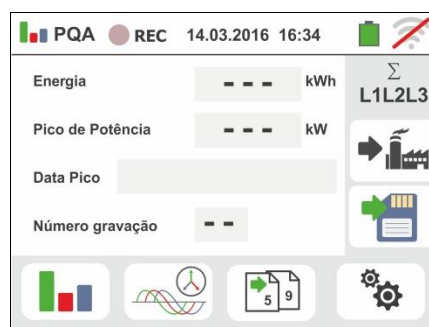 PQA REC 14.03.2016 16:34
Energia --- kWh
Σ
L1L2L3
Pico de Potência --- kW
Data Pico
Número gravação --
5 9